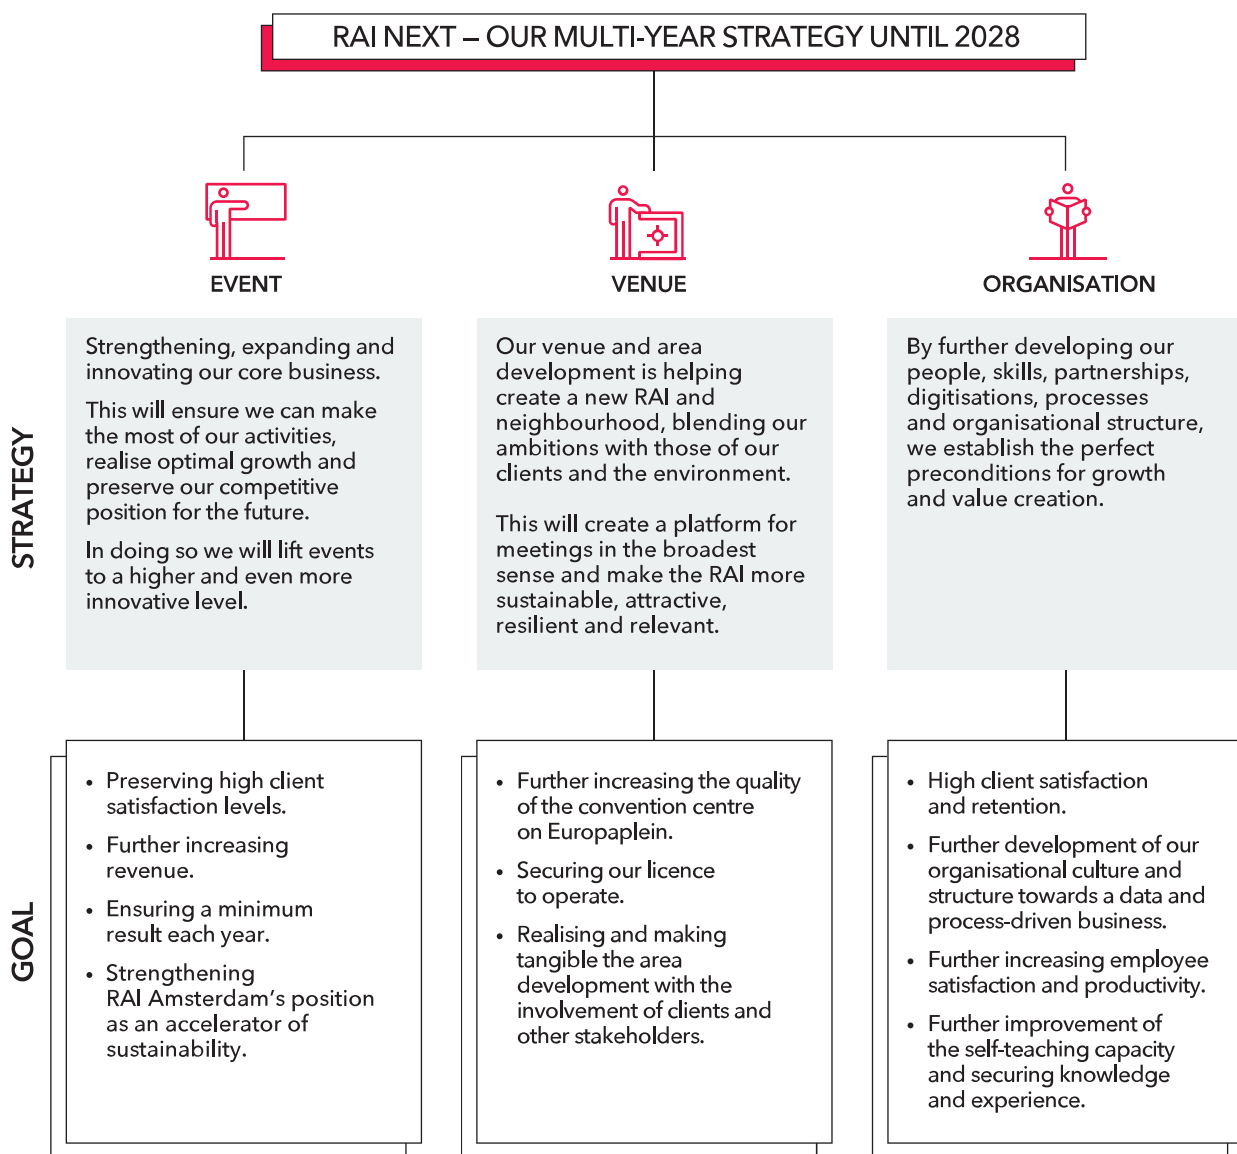 RAI NEXT – OUR MULTI-YEAR STRATEGY UNTIL 2028
EVENT
VENUE
ORGANISATION
STRATEGY
Strengthening, expanding and
innovating our core business.
This will ensure we can make
the most of our activities,
realise optimal growth and
preserve our competitive
position for the future.
In doing so we will lift events
to a higher and even more
innovative level.
Our venue and area
development is helping
create a new RAI and
neighbourhood, blending our
ambitions with those of our
clients and the environment.
This will create a platform for
meetings in the broadest
sense and make the RAI more
sustainable, attractive,
resilient and relevant.
By further developing our
people, skills, partnerships,
digitisations, processes
and organisational structure,
we establish the perfect
preconditions for growth
and value creation.
GOAL
• Preserving high client
satisfaction levels.
• Further increasing
revenue.
• Ensuring a minimum
result each year.
• Strengthening
RAI Amsterdam's position
as an accelerator of
sustainability.
• Further increasing the quality
of the convention centre
on Europaplein.
• Securing our licence
to operate.
• Realising and making
tangible the area
development with the
involvement of clients and
other stakeholders.
• High client satisfaction
and retention.
• Further development of our
organisational culture and
structure towards a data and
process-driven business.
• Further increasing employee
satisfaction and productivity.
• Further improvement of
the self-teaching capacity
and securing knowledge
and experience.